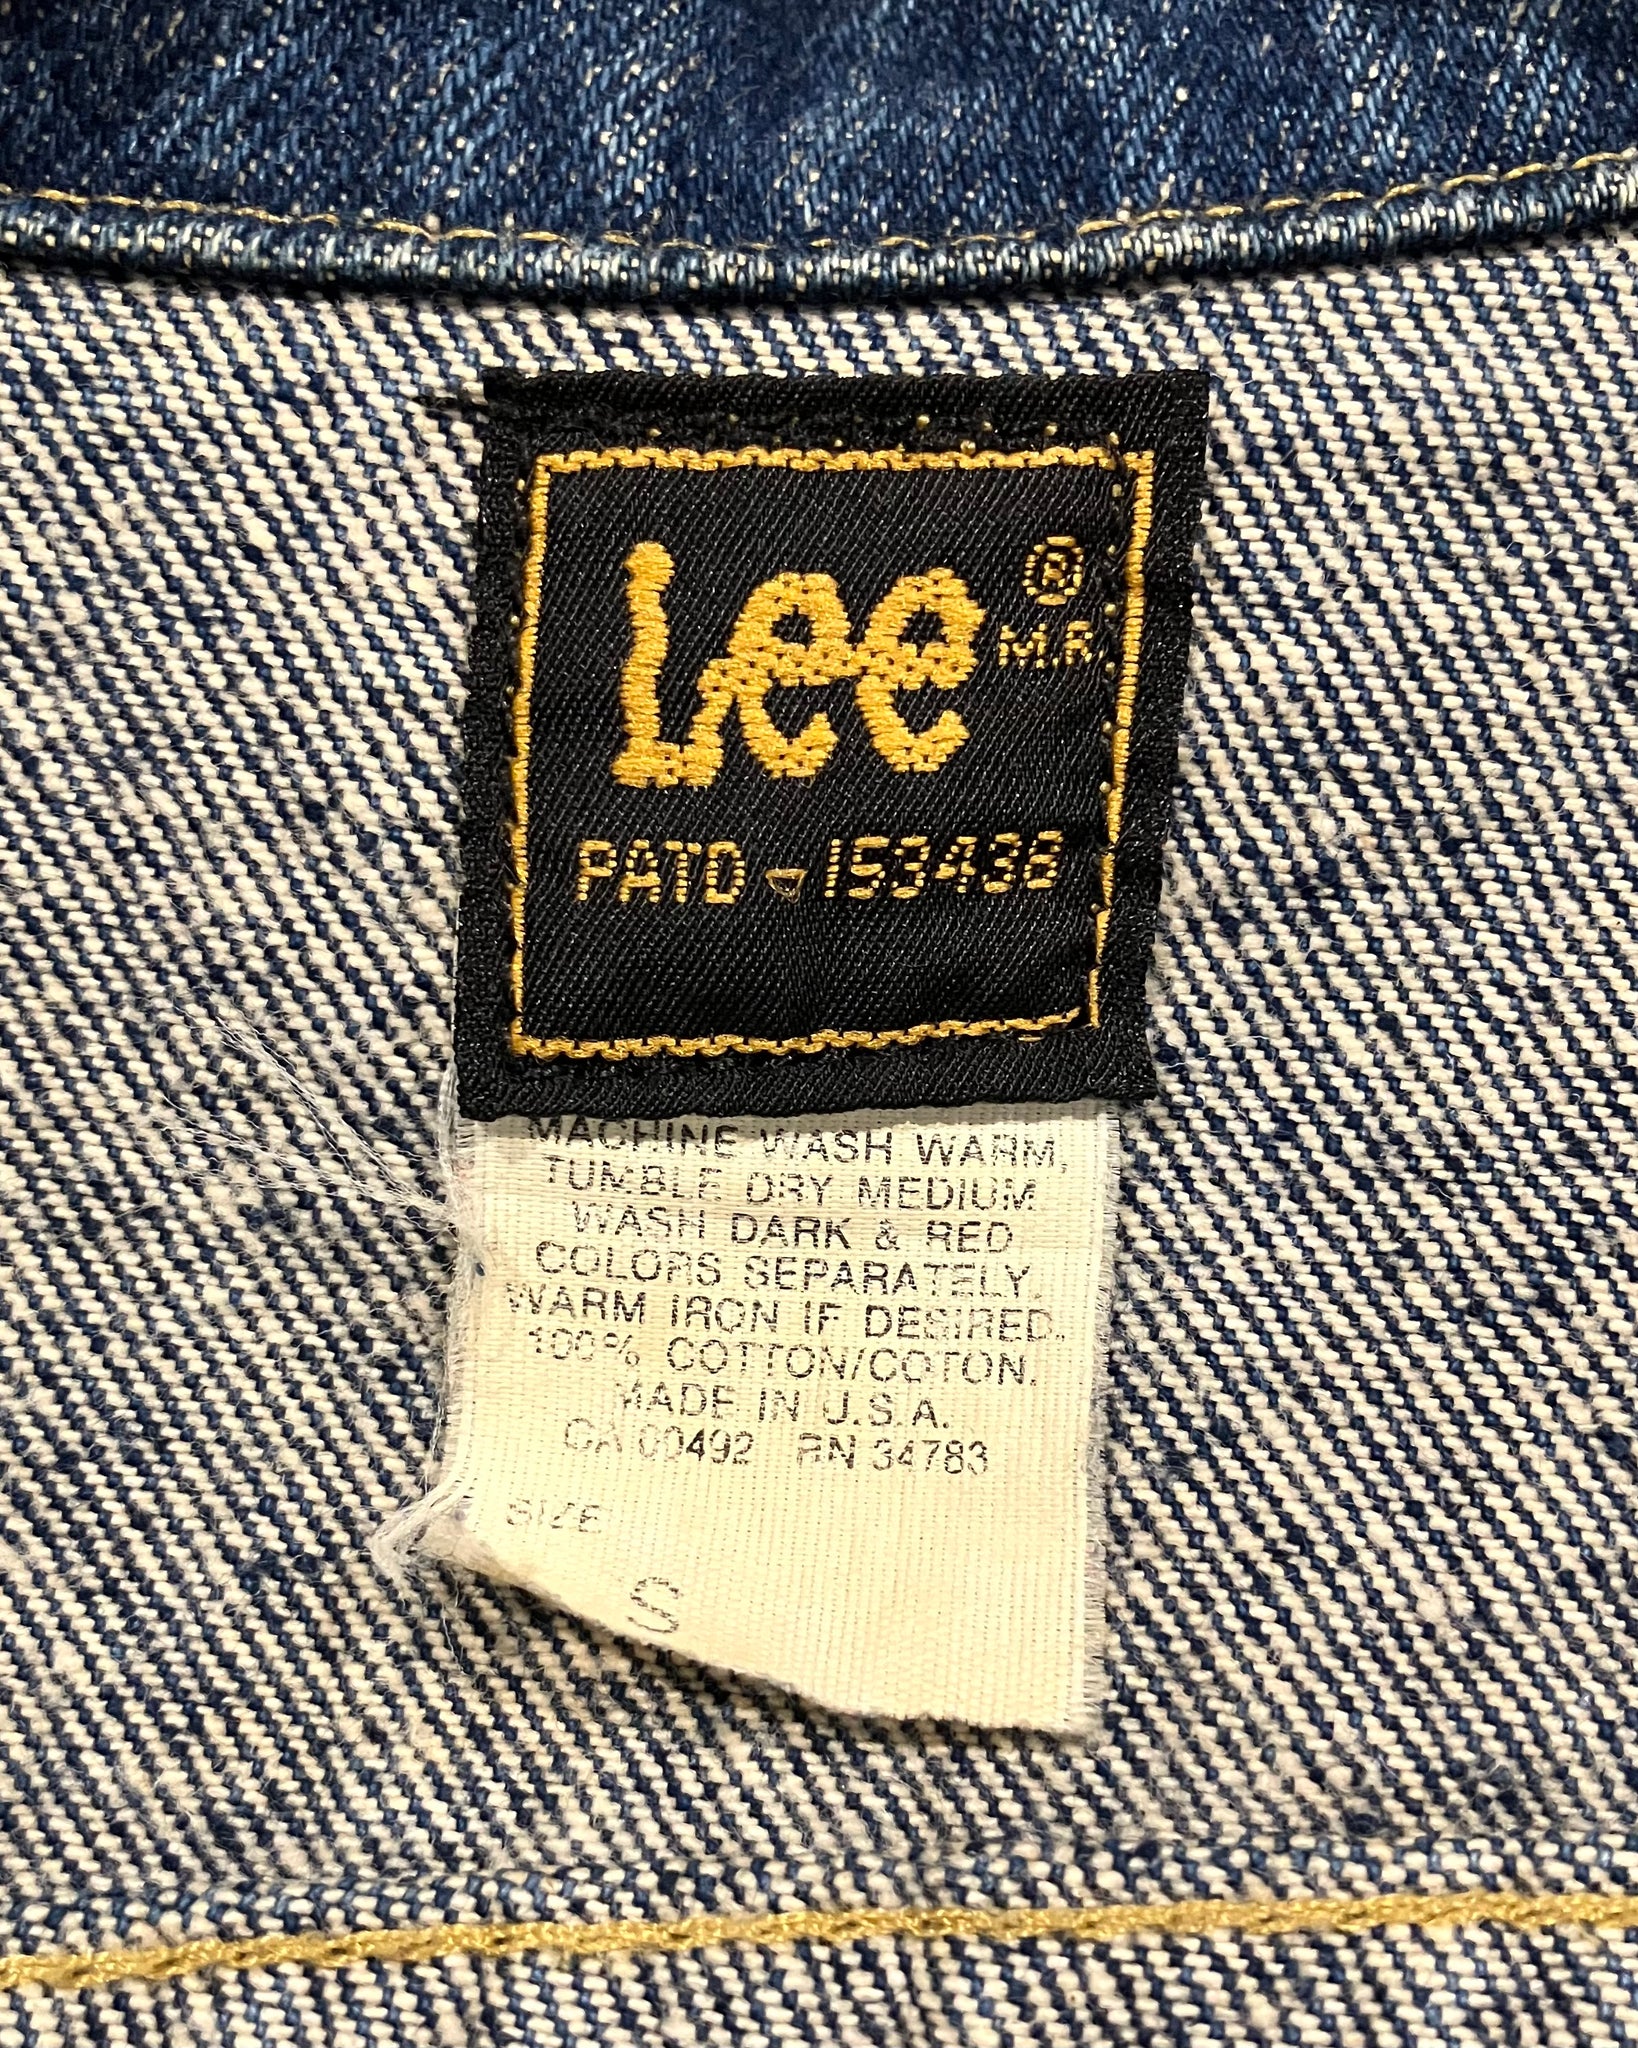 Lee®
M.R.
PATD - 153438
MACHINE WASH WARM,
TUMBLE DRY MEDIUM
WASH DARK & RED
COLORS SEPARATELY.
WARM IRON IF DESIRED.
100% COTTON/COTON.
MADE IN U.S.A.
CA 00492 RN 34783
SIZE
S